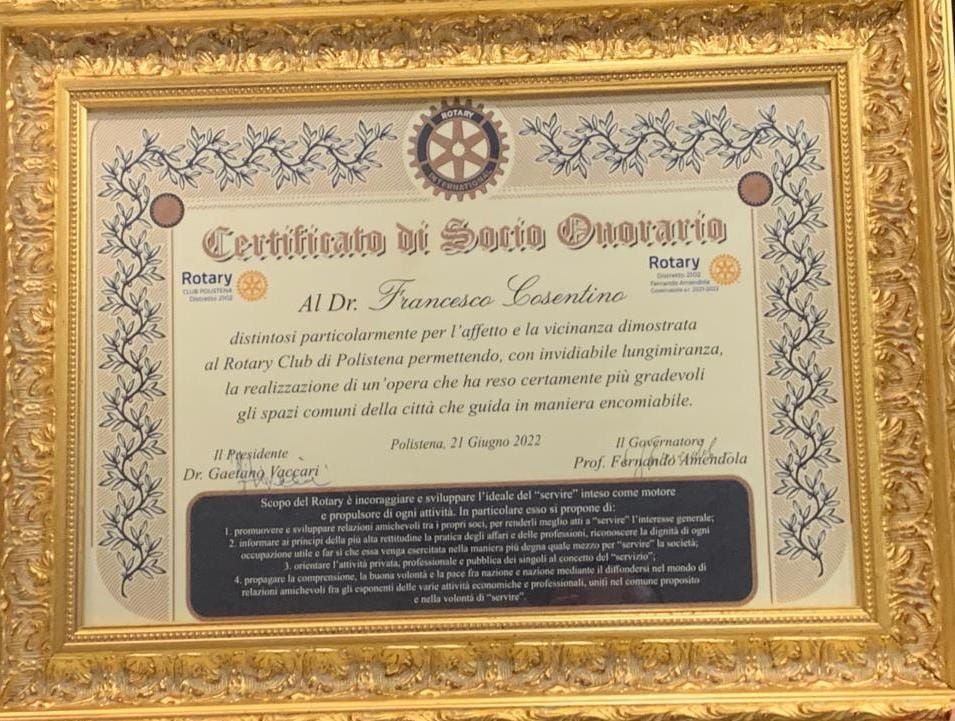 ROTARY
INTERNATIONAL
Certificato di Socio Onorario
Rotary
CLUB POLISTENA
Distretto 2102
Rotary
Distretto 2102
Fernando Amendola
Governatore a.r. 2021-2022
Al Dr. Francesco Cosentino
distintosi particolarmente per l'affetto e la vicinanza dimostrata
al Rotary Club di Polistena permettendo, con invidiabile lungimiranza,
la realizzazione di un'opera che ha reso certamente più gradevoli
gli spazi comuni della città che guida in maniera encomiabile.
Polistena, 21 Giugno 2022
Il Presidente
Dr. Gaetano Vaccari
Il Governatore
Prof. Fernando Amendola
Scopo del Rotary è incoraggiare e sviluppare l'ideale del "servire" inteso come motore
e propulsore di ogni attività. In particolare esso si propone di:
1. promuovere e sviluppare relazioni amichevoli tra i propri soci, per renderli meglio atti a "servire" l'interesse generale;
2. informare ai principi della più alta rettitudine la pratica degli affari e delle professioni, riconoscere la dignità di ogni
occupazione utile e far sì che essa venga esercitata nella maniera più degna quale mezzo per "servire" la società;
3. orientare l'attività privata, professionale e pubblica dei singoli al concetto del "servizio";
4. propagare la comprensione, la buona volontà e la pace fra nazione e nazione mediante il diffondersi nel mondo di
relazioni amichevoli fra gli esponenti delle varie attività economiche e professionali, uniti nel comune proposito
e nella volontà di "servire".